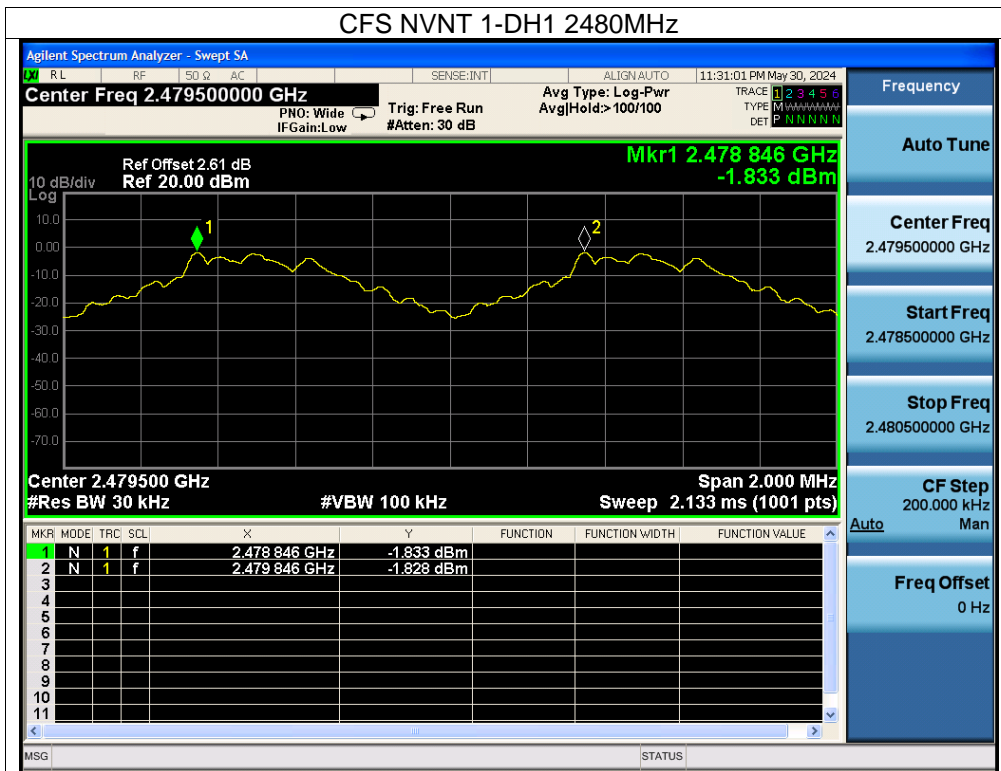 CFS NVNT 1-DH1 2480MHz
Agilent Spectrum Analyzer - Swept SA
LXI RL RF 50 Ω AC SENSE:INT ALIGN AUTO 11:31:01 PM May 30, 2024
Center Freq 2.479500000 GHz
PNO: Wide
IFGain:Low
Trig: Free Run
#Atten: 30 dB
Avg Type: Log-Pwr
Avg|Hold:>100/100
TRACE 1 2 3 4 5 6
TYPE M
DET P N N N N N
Ref Offset 2.61 dB
10 dB/div Ref 20.00 dBm
Log
Mkr1 2.478 846 GHz
-1.833 dBm
10.0
0.00
-10.0
-20.0
-30.0
-40.0
-50.0
-60.0
-70.0
1
2
Center 2.479500 GHz Span 2.000 MHz
#Res BW 30 kHz #VBW 100 kHz Sweep 2.133 ms (1001 pts)
MKR MODE TRC SCL X Y FUNCTION FUNCTION WIDTH FUNCTION VALUE
1 N 1 f 2.478 846 GHz -1.833 dBm
2 N 1 f 2.479 846 GHz -1.828 dBm
3
4
5
6
7
8
9
10
11
MSG STATUS
Frequency
Auto Tune
Center Freq
2.479500000 GHz
Start Freq
2.478500000 GHz
Stop Freq
2.480500000 GHz
CF Step
200.000 kHz
Auto Man
Freq Offset
0 Hz